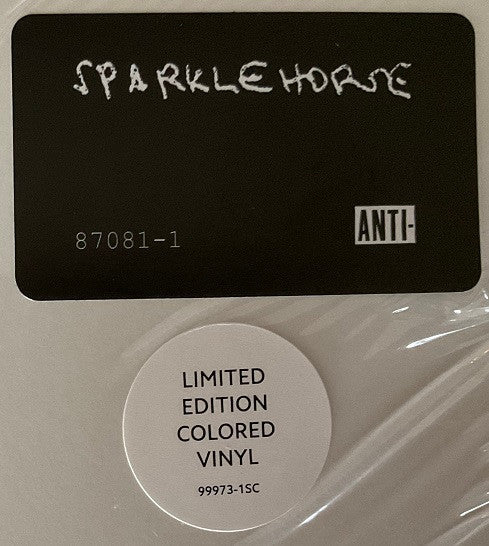 SPARKLEHORSE
87081-1
ANTI-
LIMITED
EDITION
COLORED
VINYL
99973-1SC